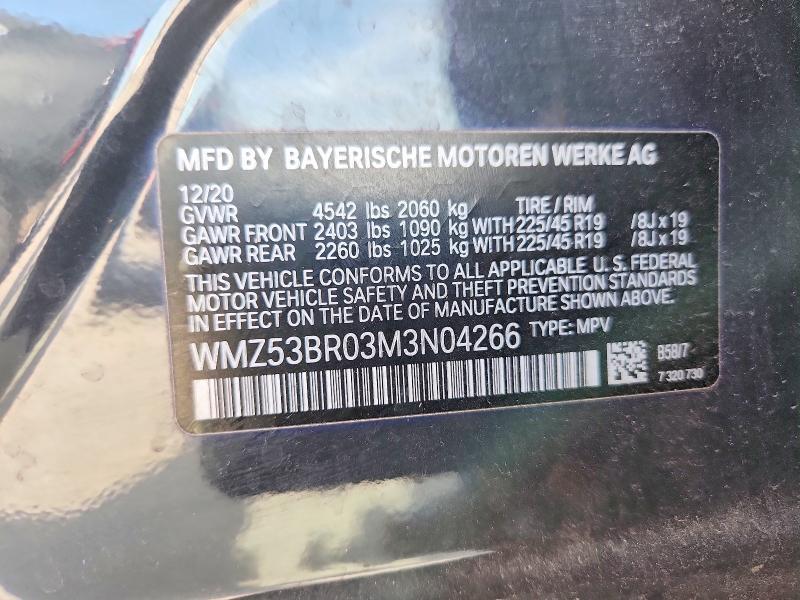 MFD BY BAYERISCHE MOTOREN WERKE AG
12/20 TIRE / RIM
GVWR 4542 lbs 2060 kg
GAWR FRONT 2403 lbs 1090 kg WITH 225/45 R19 /8J x 19
GAWR REAR 2260 lbs 1025 kg WITH 225/45 R19 /8J x 19
THIS VEHICLE CONFORMS TO ALL APPLICABLE U.S. FEDERAL
MOTOR VEHICLE SAFETY AND THEFT PREVENTION STANDARDS
IN EFFECT ON THE DATE OF MANUFACTURE SHOWN ABOVE.
WMZ53BR03M3N04266 TYPE: MPV
B58/7
7 320 730